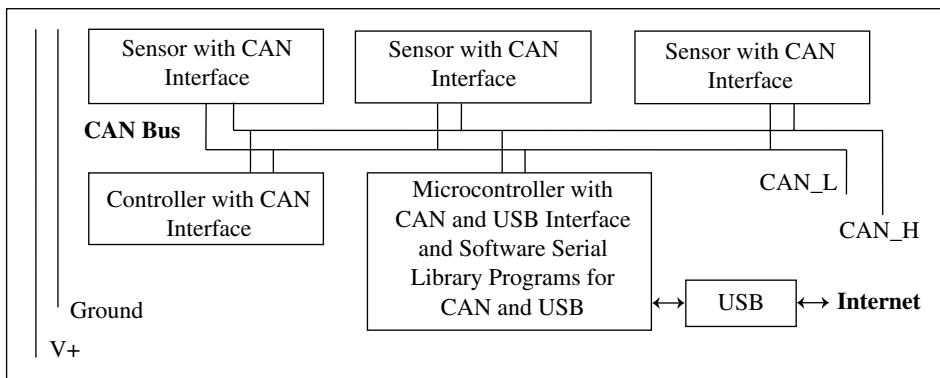 Sensor with CAN
Interface
Sensor with CAN
Interface
Sensor with CAN
Interface
CAN Bus
Controller with CAN
Interface
Microcontroller with
CAN and USB Interface
and Software Serial
Library Programs for
CAN and USB
CAN_L
CAN_H
USB
Internet
Ground
V+